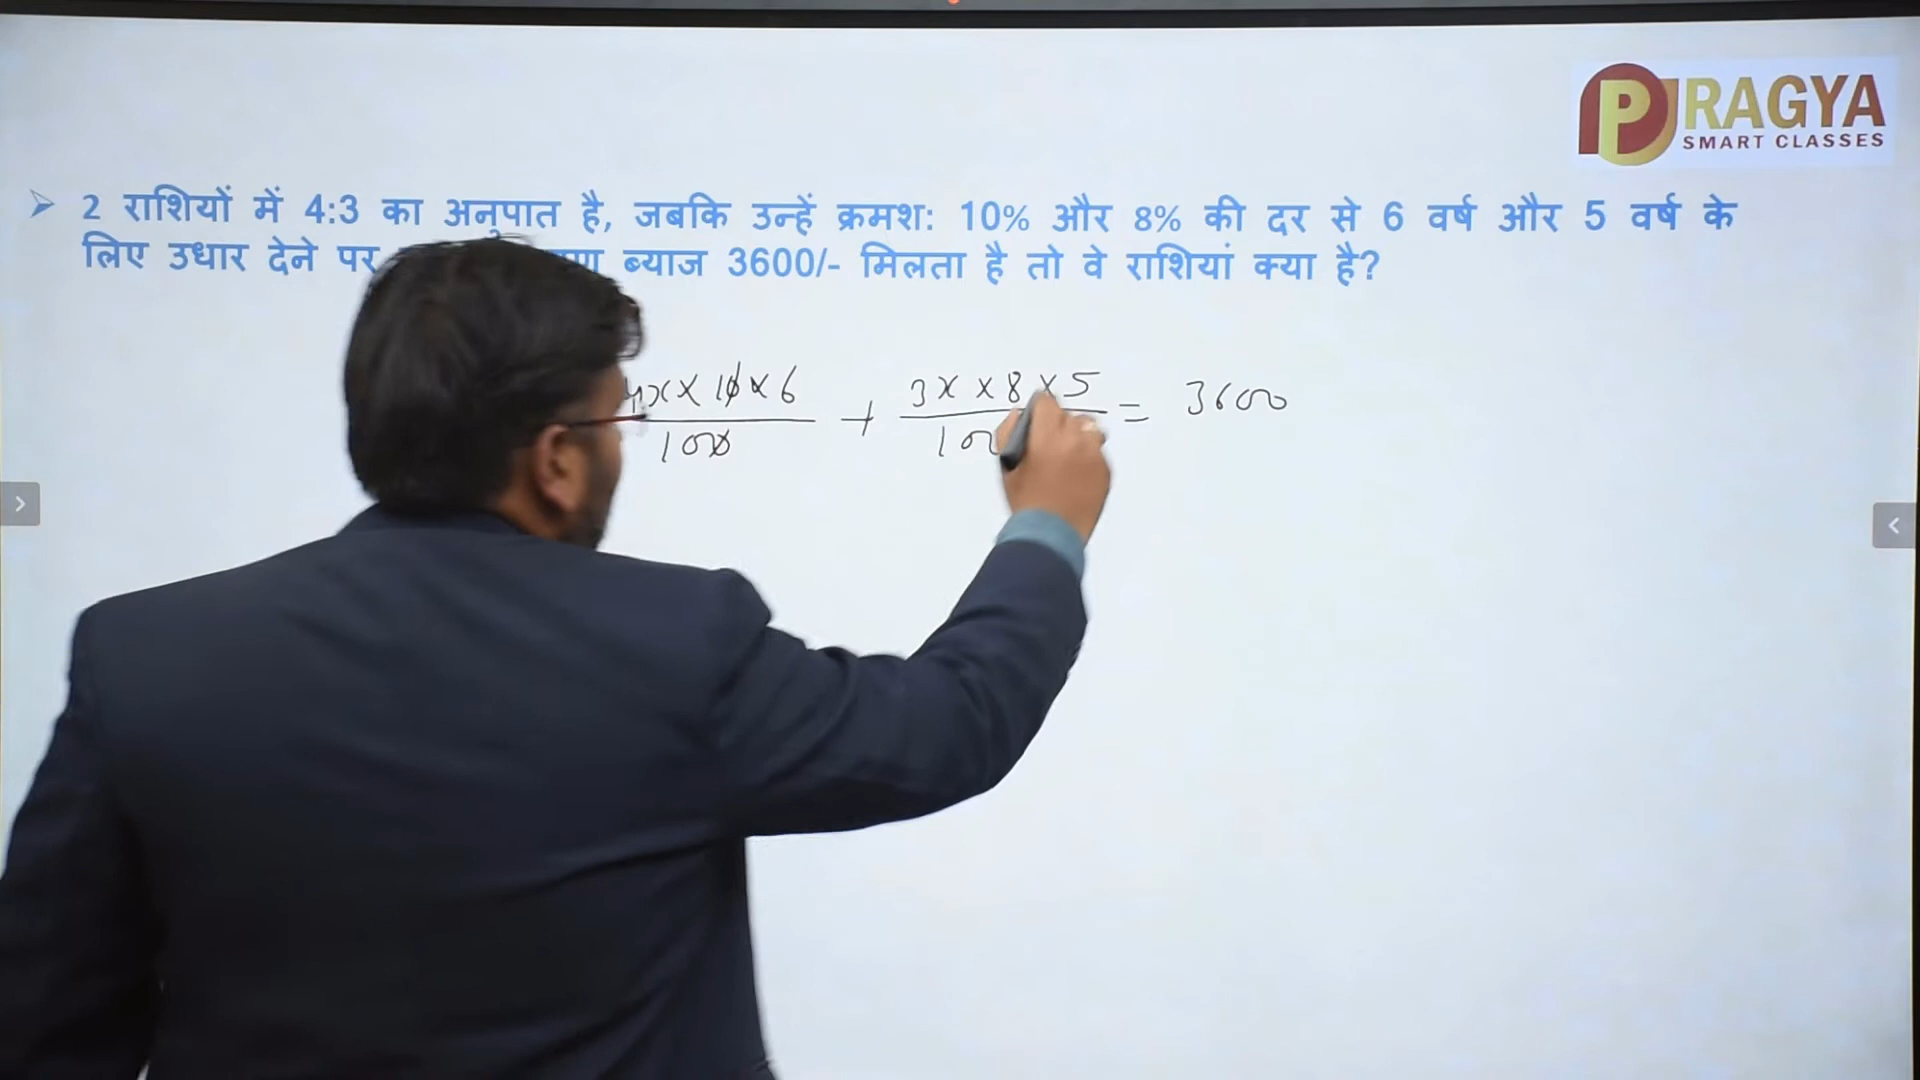 PRAGYA
SMART CLASSES
➤ 2 राशियों में 4:3 का अनुपात है, जबकि उन्हें क्रमश: 10% और 8% की दर से 6 वर्ष और 5 वर्ष के
लिए उधार देने पर ब्याज 3600/- मिलता है तो वे राशियां क्या है?
4x × 10 × 6 + 3x × 8 × 5 = 3600
100 10